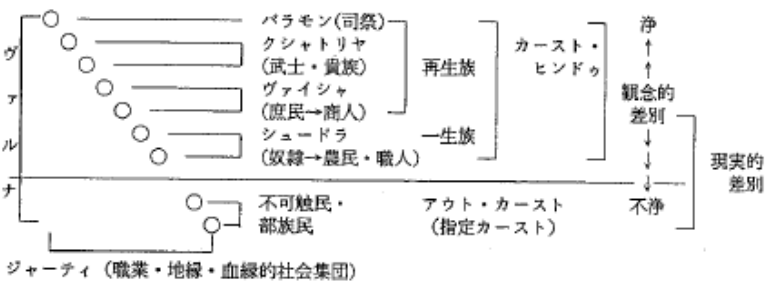 バラモン(司祭)
クシャトリヤ
(武士・貴族)
ヴァイシャ
(庶民→商人)
シュードラ
(奴隷→農民・職人)
不可触民・
部族民
再生族
一生族
アウト・カースト
(指定カースト)
カースト・
ヒンドゥ
浄
↑
↑
観念的
差別
↓
↓
↓
不浄
現実的
差別
ヴァルナ
ジャーティ(職業・地縁・血縁的社会集団)